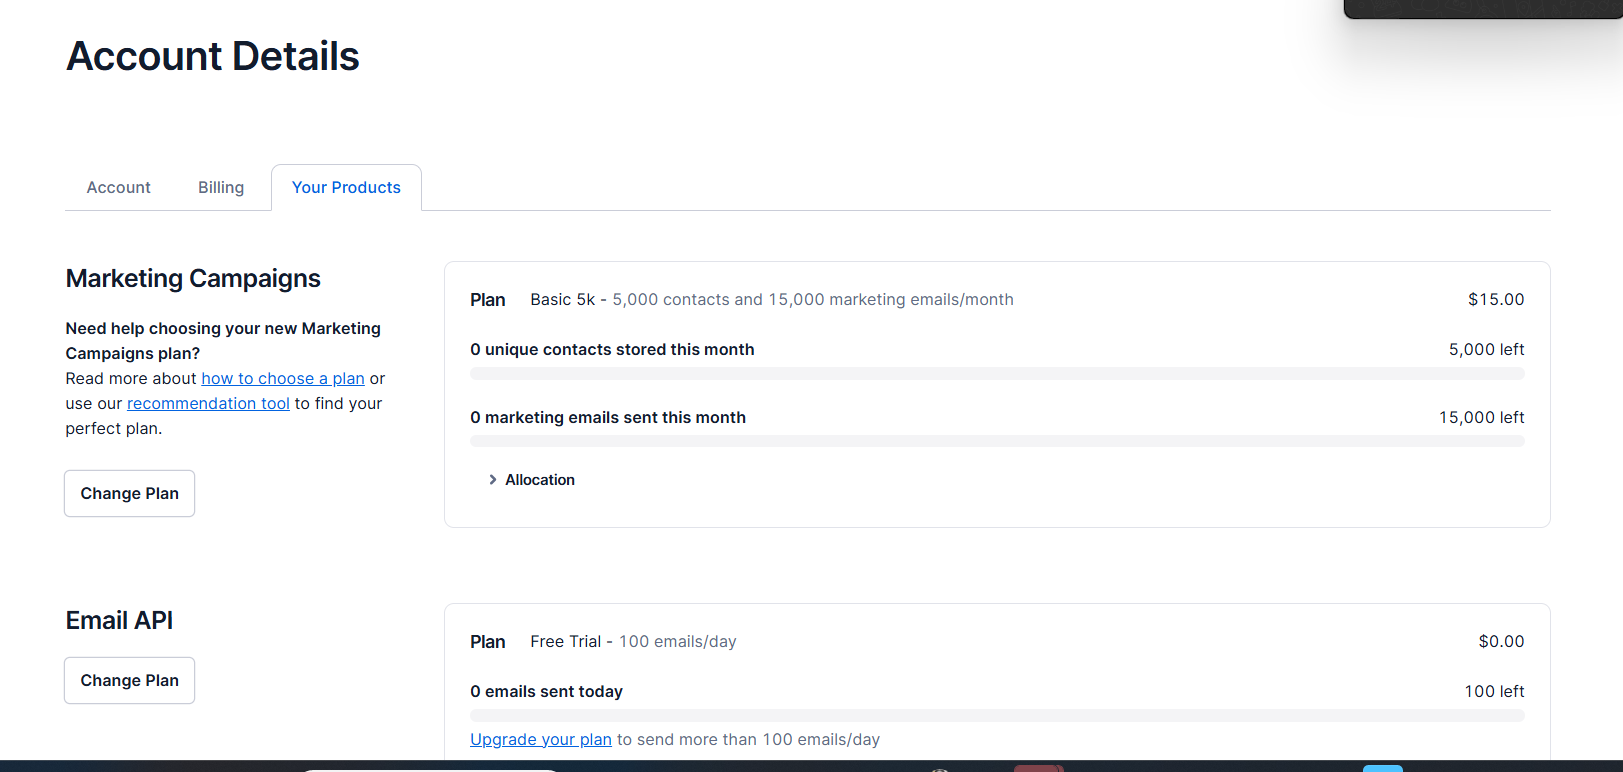 Account Details
Account Billing Your Products
Marketing Campaigns
Need help choosing your new Marketing
Campaigns plan?
Read more about how to choose a plan or
use our recommendation tool to find your
perfect plan.
Change Plan
Plan Basic 5k - 5,000 contacts and 15,000 marketing emails/month $15.00
0 unique contacts stored this month 5,000 left
0 marketing emails sent this month 15,000 left
Allocation
Email API
Change Plan
Plan Free Trial - 100 emails/day $0.00
0 emails sent today 100 left
Upgrade your plan to send more than 100 emails/day